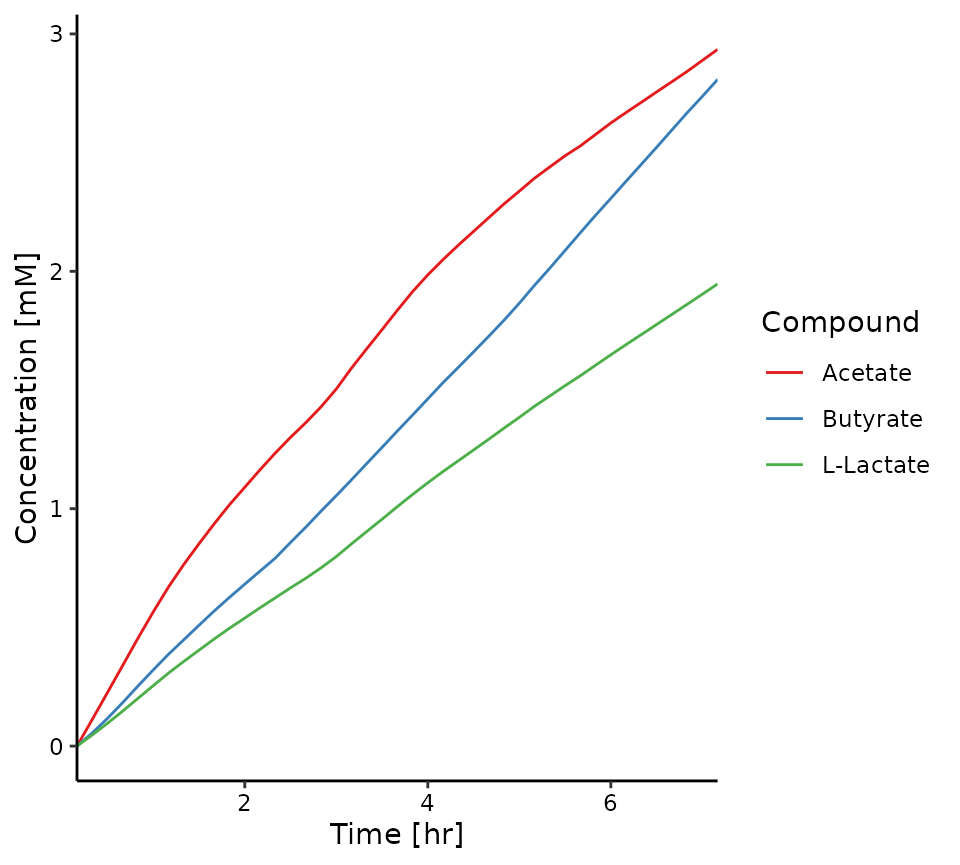 3
2
1
0
Concentration [mM]
2
4
6
Time [hr]
Compound
Acetate
Butyrate
L-Lactate